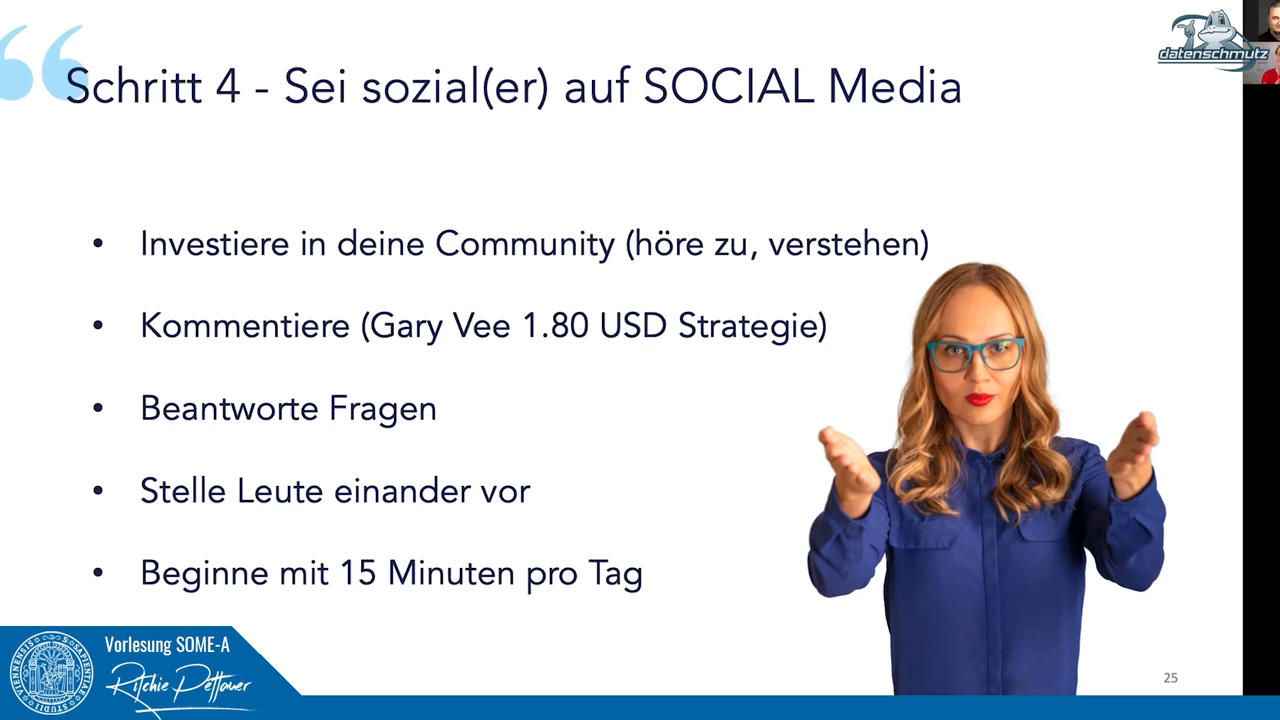 datenschmutz
Schritt 4 - Sei sozial(er) auf SOCIAL Media
• Investiere in deine Community (höre zu, verstehen)
• Kommentiere (Gary Vee 1.80 USD Strategie)
• Beantworte Fragen
• Stelle Leute einander vor
• Beginne mit 15 Minuten pro Tag
Vorlesung SOME-A
Ritchie Pettauer
25